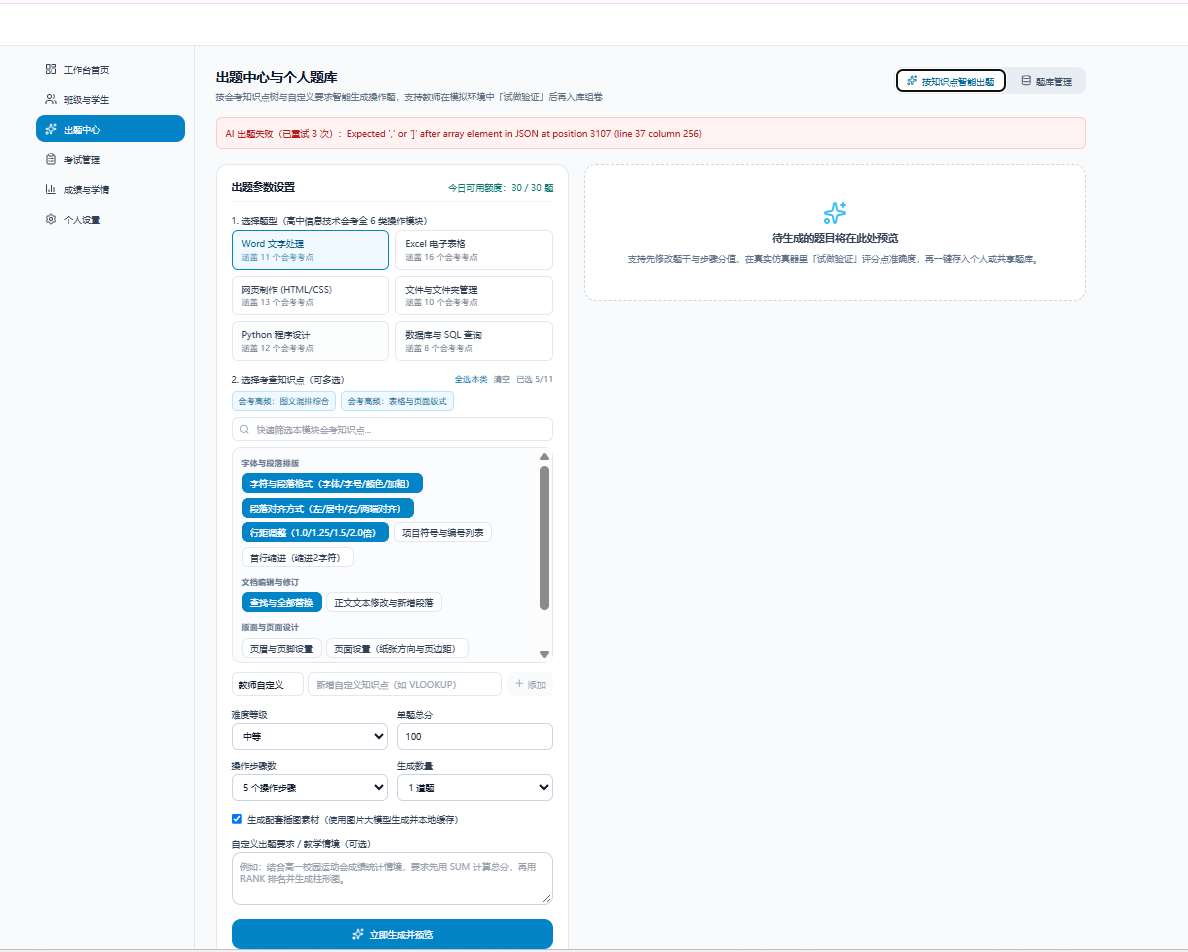 工作台首页
班级与学生
出题中心
考试管理
成绩与学情
个人设置
出题中心与个人题库
按会考知识点树与自定义要求智能生成操作题，支持教师在模拟环境中「试做验证」后再入库组卷
按知识点智能出题
题库管理
AI 出题失败（已重试 3 次）：Expected ',' or ']' after array element in JSON at position 3107 (line 37 column 256)
出题参数设置
今日可用额度：30 / 30 题
1. 选择题型（高中信息技术会考全 6 类操作模块）
Word 文字处理
涵盖 11 个会考考点
Excel 电子表格
涵盖 16 个会考考点
网页制作 (HTML/CSS)
涵盖 13 个会考考点
文件与文件夹管理
涵盖 10 个会考考点
Python 程序设计
涵盖 12 个会考考点
数据库与 SQL 查询
涵盖 8 个会考考点
2. 选择考查知识点（可多选）
全选本类 清空 已选 5/11
会考高频：图文混排综合
会考高频：表格与页面版式
快速筛选本模块会考知识点...
字体与段落排版
字符与段落格式（字体/字号/颜色/加粗）
段落对齐方式（左/居中/右/两端对齐）
行距调整（1.0/1.25/1.5/2.0倍）
项目符号与编号列表
首行缩进（缩进2字符）
文档编辑与修订
查找与全部替换
正文文本修改与新增段落
版面与页面设计
页眉与页脚设置
页面设置（纸张方向与页边距）
教师自定义
新增自定义知识点（如 VLOOKUP）
+ 添加
难度等级
单题总分
中等
100
操作步骤数
生成数量
5 个操作步骤
1 道题
生成配套插图素材（使用图片大模型生成并本地缓存）
自定义出题要求 / 教学情境（可选）
例如：结合高一校园运动会成绩统计情境，要求先用 SUM 计算总分，再用
RANK 排名并生成柱形图。
立即生成并预览
待生成的题目将在此处预览
支持先修改题干与步骤分值、在真实仿真器里「试做验证」评分点准确度，再一键存入个人或共享题库。